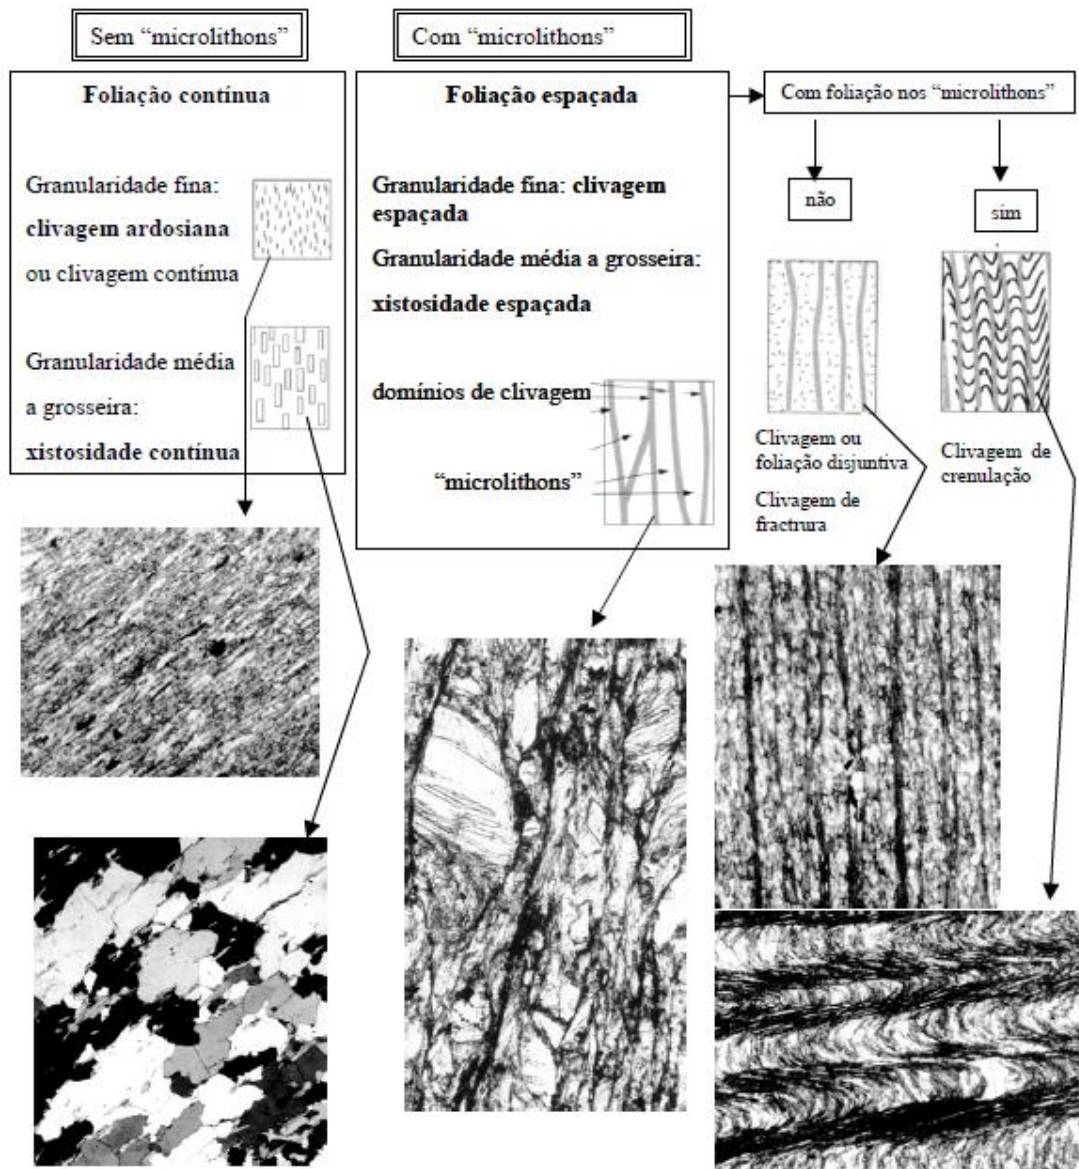 Sem “microlithons”
Com “microlithons”
Foliação contínua
Granularidade fina:
clivagem ardosiana
ou clivagem contínua
Granularidade média
a grosseira:
xistosidade contínua
Foliação espaçada
Granularidade fina: clivagem
espaçada
Granularidade média a grosseira:
xistosidade espaçada
domínios de clivagem
“microlithons”
Com foliação nos “microlithons”
não
sim
Clivagem ou
foliação disjuntiva
Clivagem de
fractrura
Clivagem de
crenulação